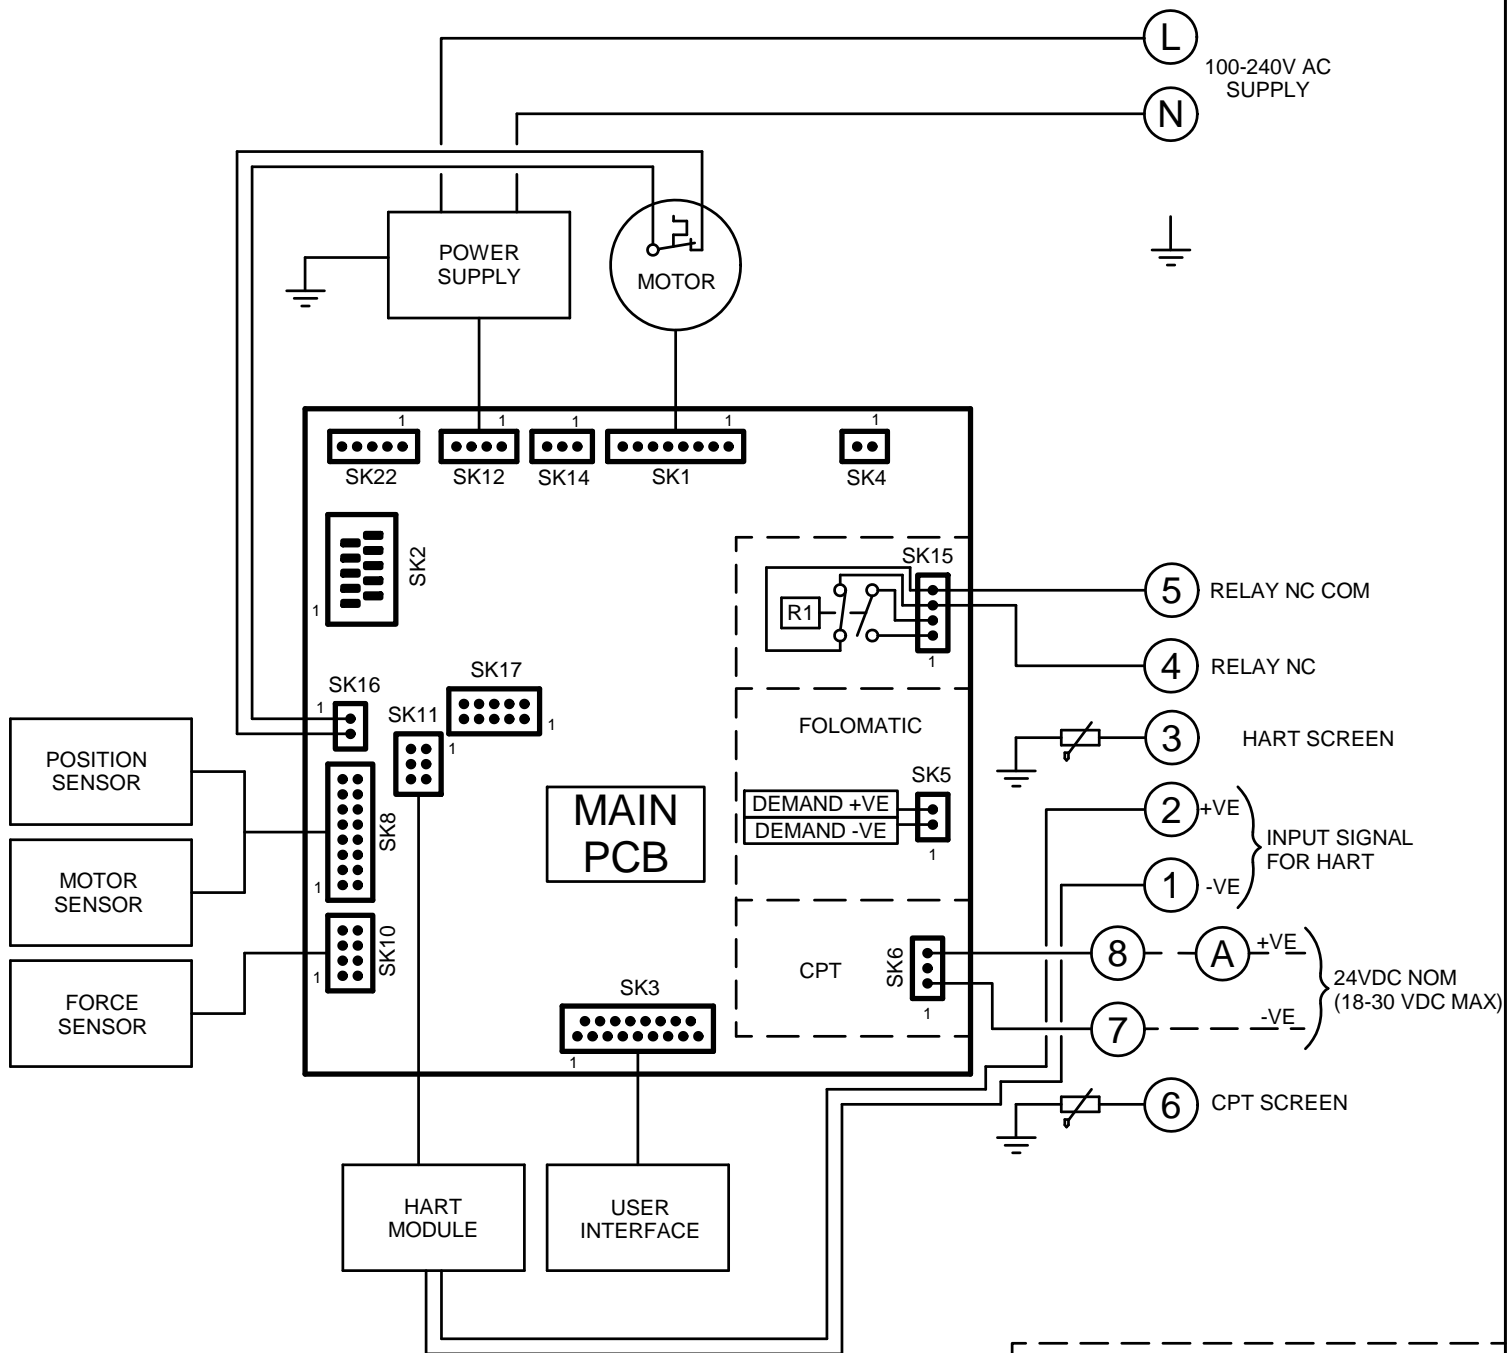 L
100-240V AC
SUPPLY
N
POWER
SUPPLY
MOTOR
1
1
1
1
1
SK22
SK12
SK14
SK1
SK4
SK2
1
SK15
R1
1
5
RELAY NC COM
4
RELAY NC
SK16
1
SK17
1
SK11
1
FOLOMATIC
3
HART SCREEN
POSITION
SENSOR
SK5
DEMAND +VE
DEMAND -VE
1
2
+VE
INPUT SIGNAL
FOR HART
1
-VE
MAIN
PCB
SK8
1
MOTOR
SENSOR
SK10
1
CPT
SK6
1
8
A
+VE
24VDC NOM
(18-30 VDC MAX)
7
-VE
FORCE
SENSOR
SK3
1
6
CPT SCREEN
HART
MODULE
USER
INTERFACE